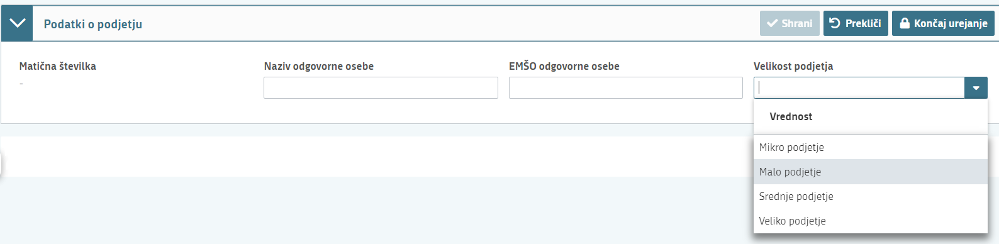 Podatki o podjetju
Shrani
Prekliči
Končaj urejanje
Matična številka
-
Naziv odgovorne osebe
EMŠO odgovorne osebe
Velikost podjetja
Vrednost
Mikro podjetje
Malo podjetje
Srednje podjetje
Veliko podjetje